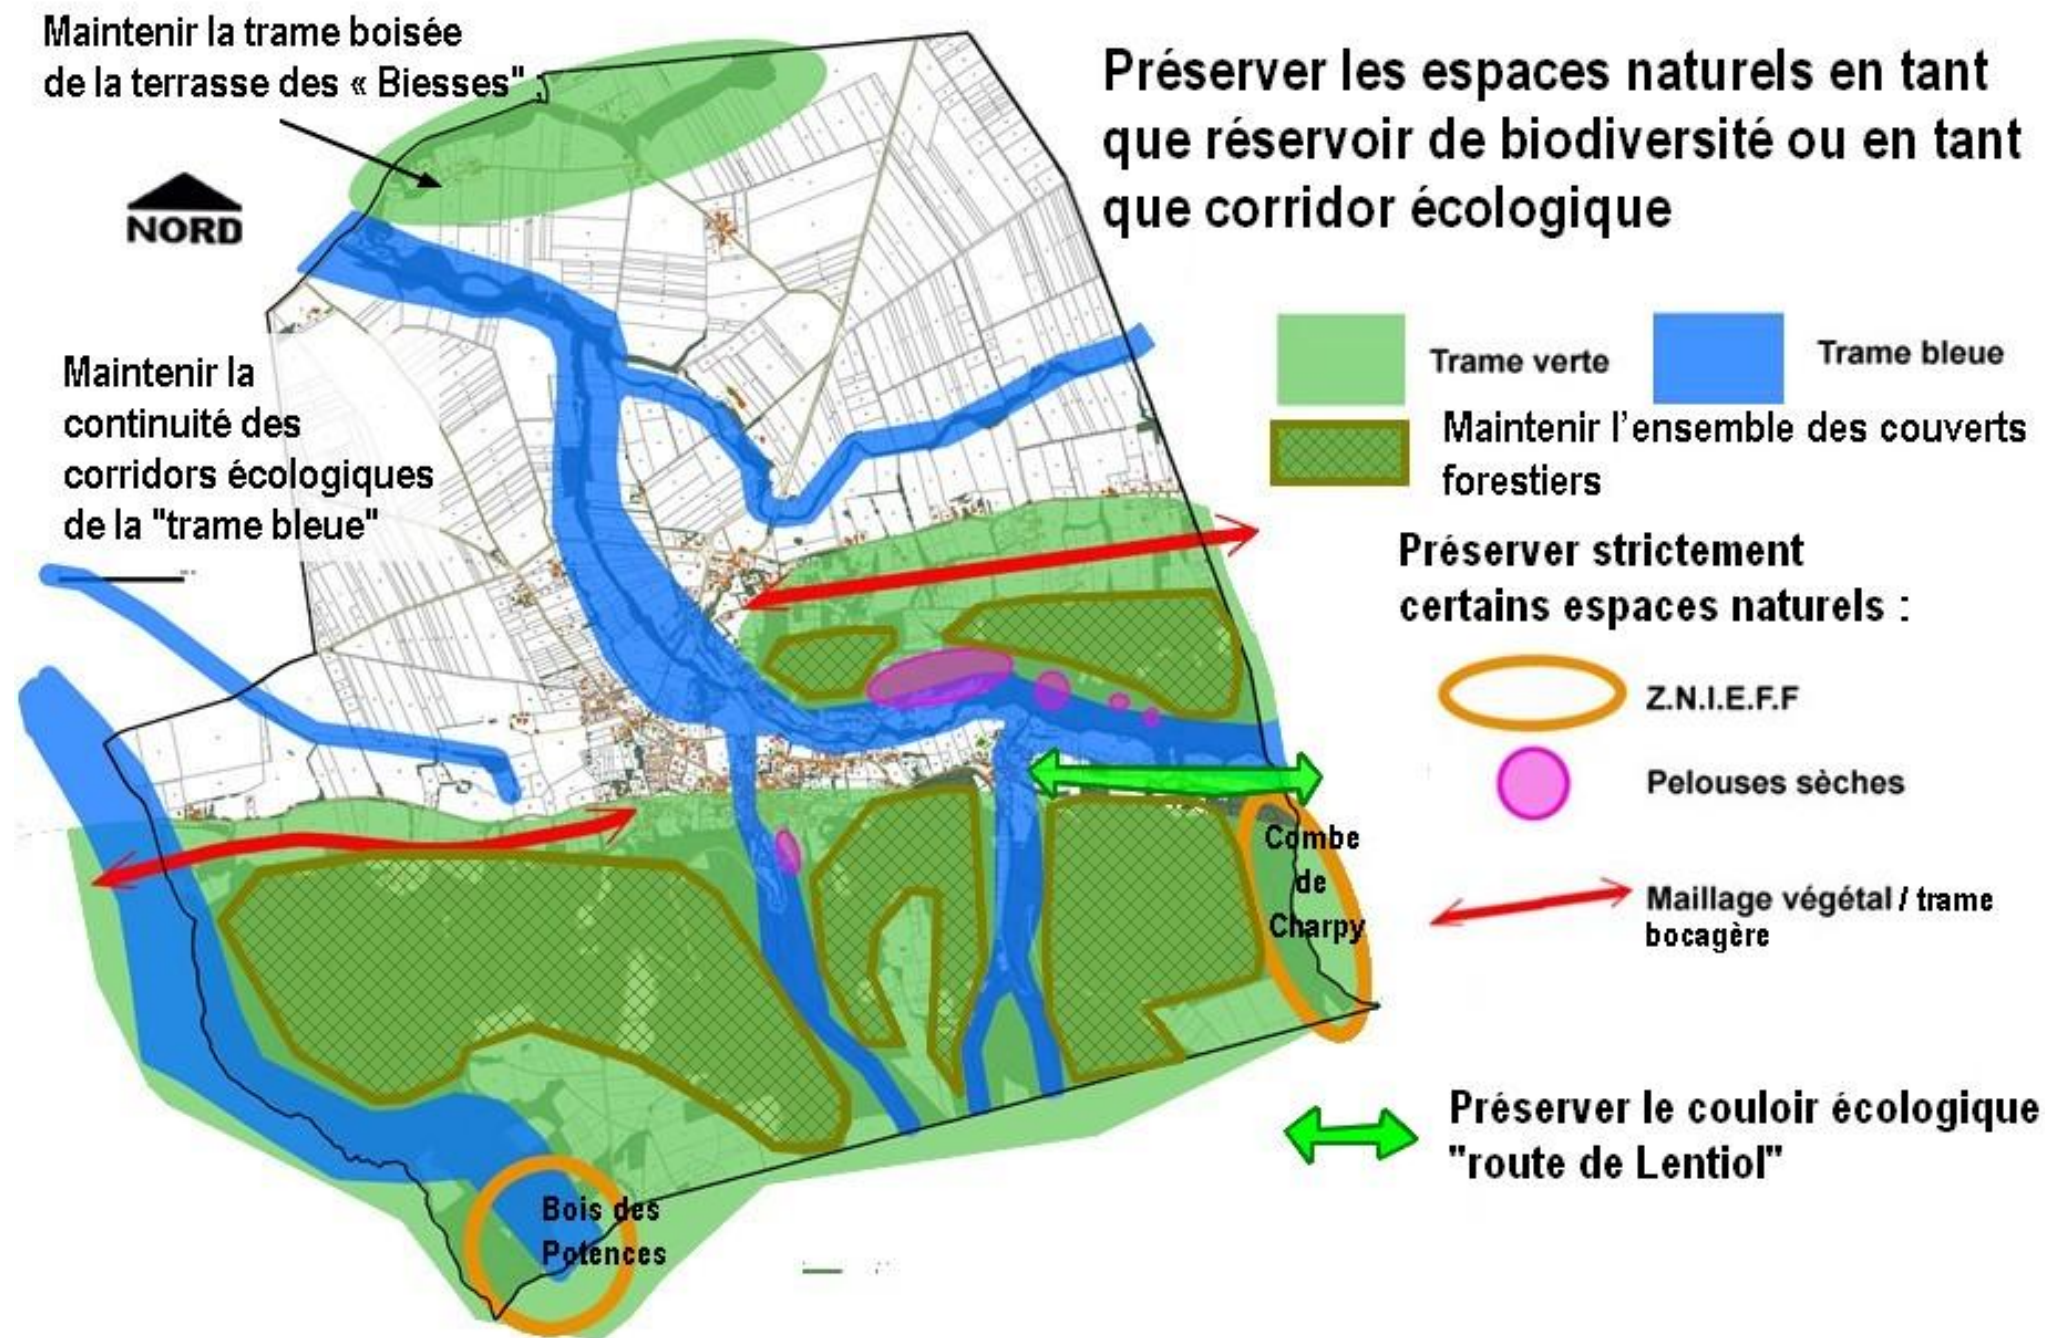 Maintenir la trame boisée
de la terrasse des « Biesses"
Préserver les espaces naturels en tant
que réservoir de biodiversité ou en tant
que corridor écologique
NORD
Maintenir la
continuité des
corridors écologiques
de la "trame bleue"
Trame verte
Trame bleue
Maintenir l'ensemble des couverts
forestiers
Préserver strictement
certains espaces naturels :
Z.N.I.E.F.F
Pelouses sèches
Maillage végétal / trame
bocagère
Combe
de
Charpy
Préserver le couloir écologique
"route de Lentiol"
Bois des
Potences